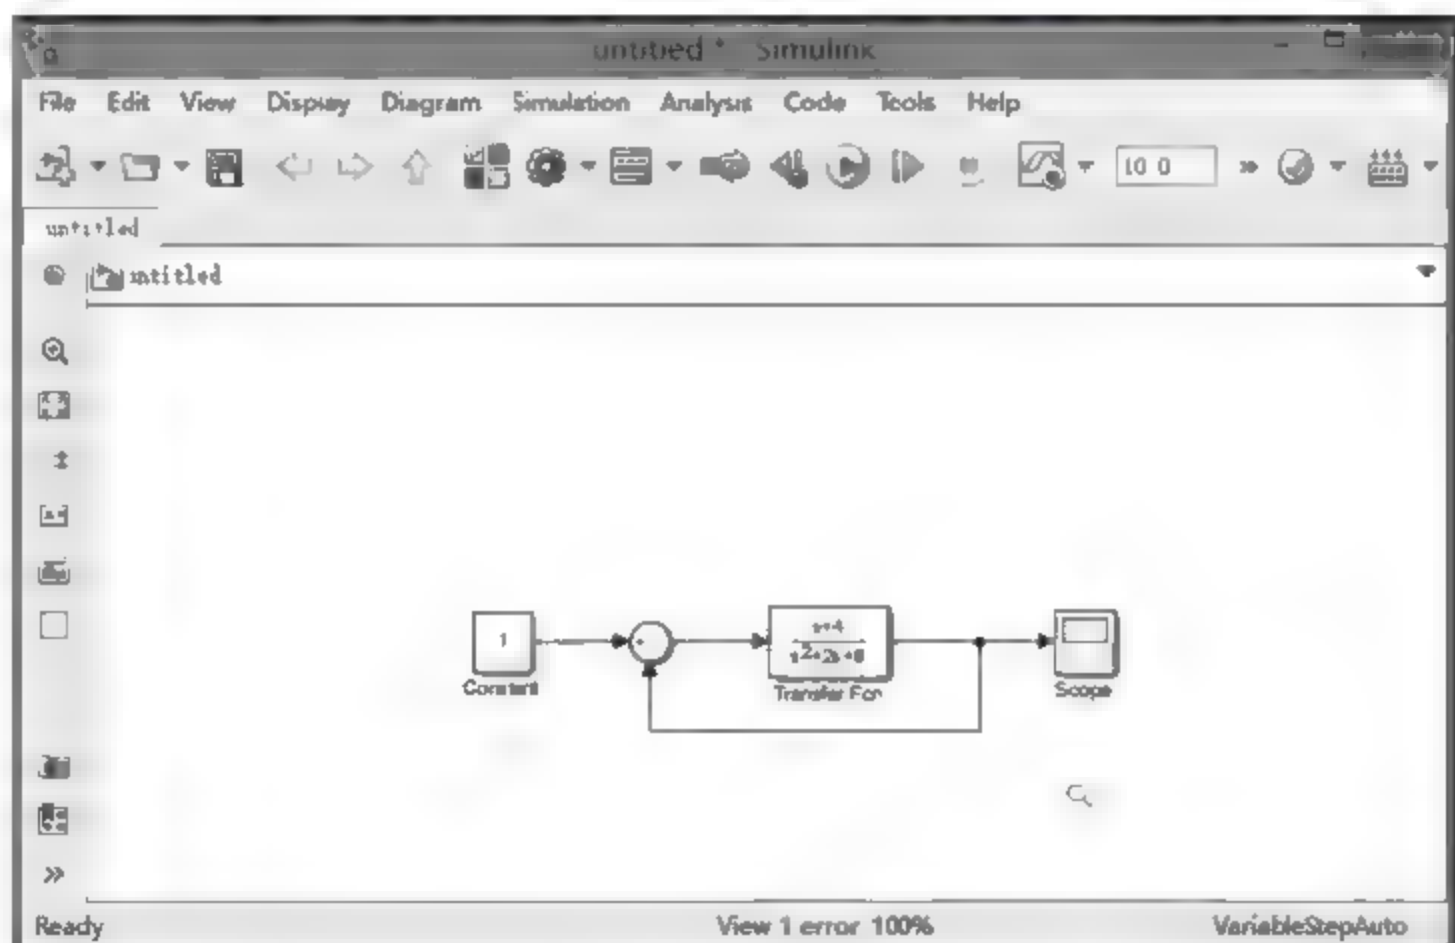 untitled * Simulink
File Edit View Display Diagram Simulation Analysis Code Tools Help
10 0
untitled
untitled
1
s+4
Constant
Transfer Fcn
Scope
Ready View 1 error 100% VariableStepAuto